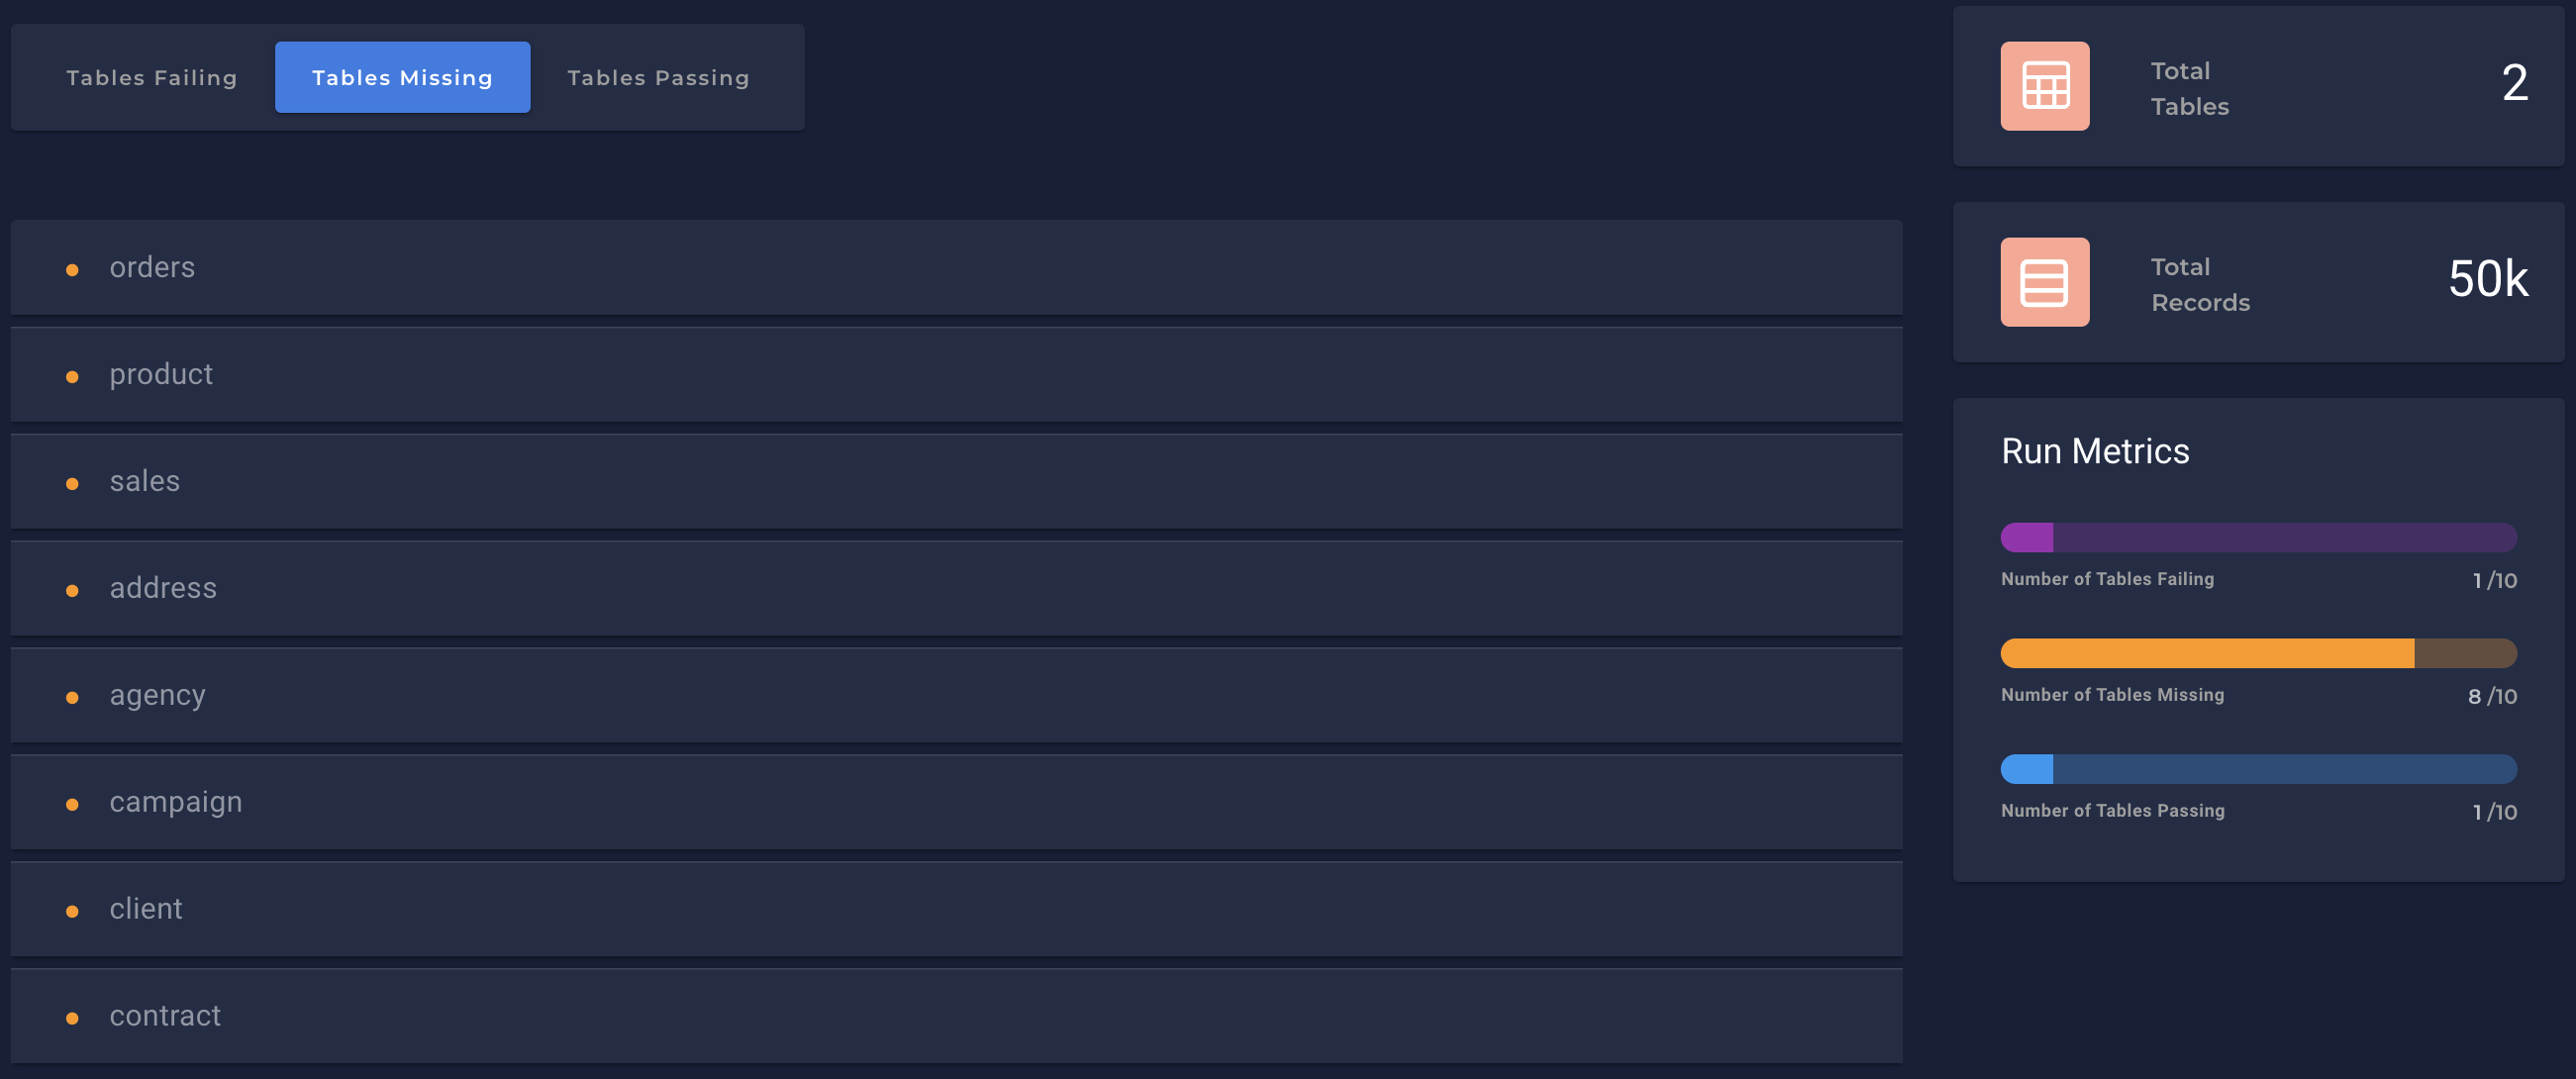 Tables Failing
Tables Missing
Tables Passing
orders
product
sales
address
agency
campaign
client
contract
Total
Tables
2
Total
Records
50k
Run Metrics
Number of Tables Failing
1 /10
Number of Tables Missing
8 /10
Number of Tables Passing
1 /10